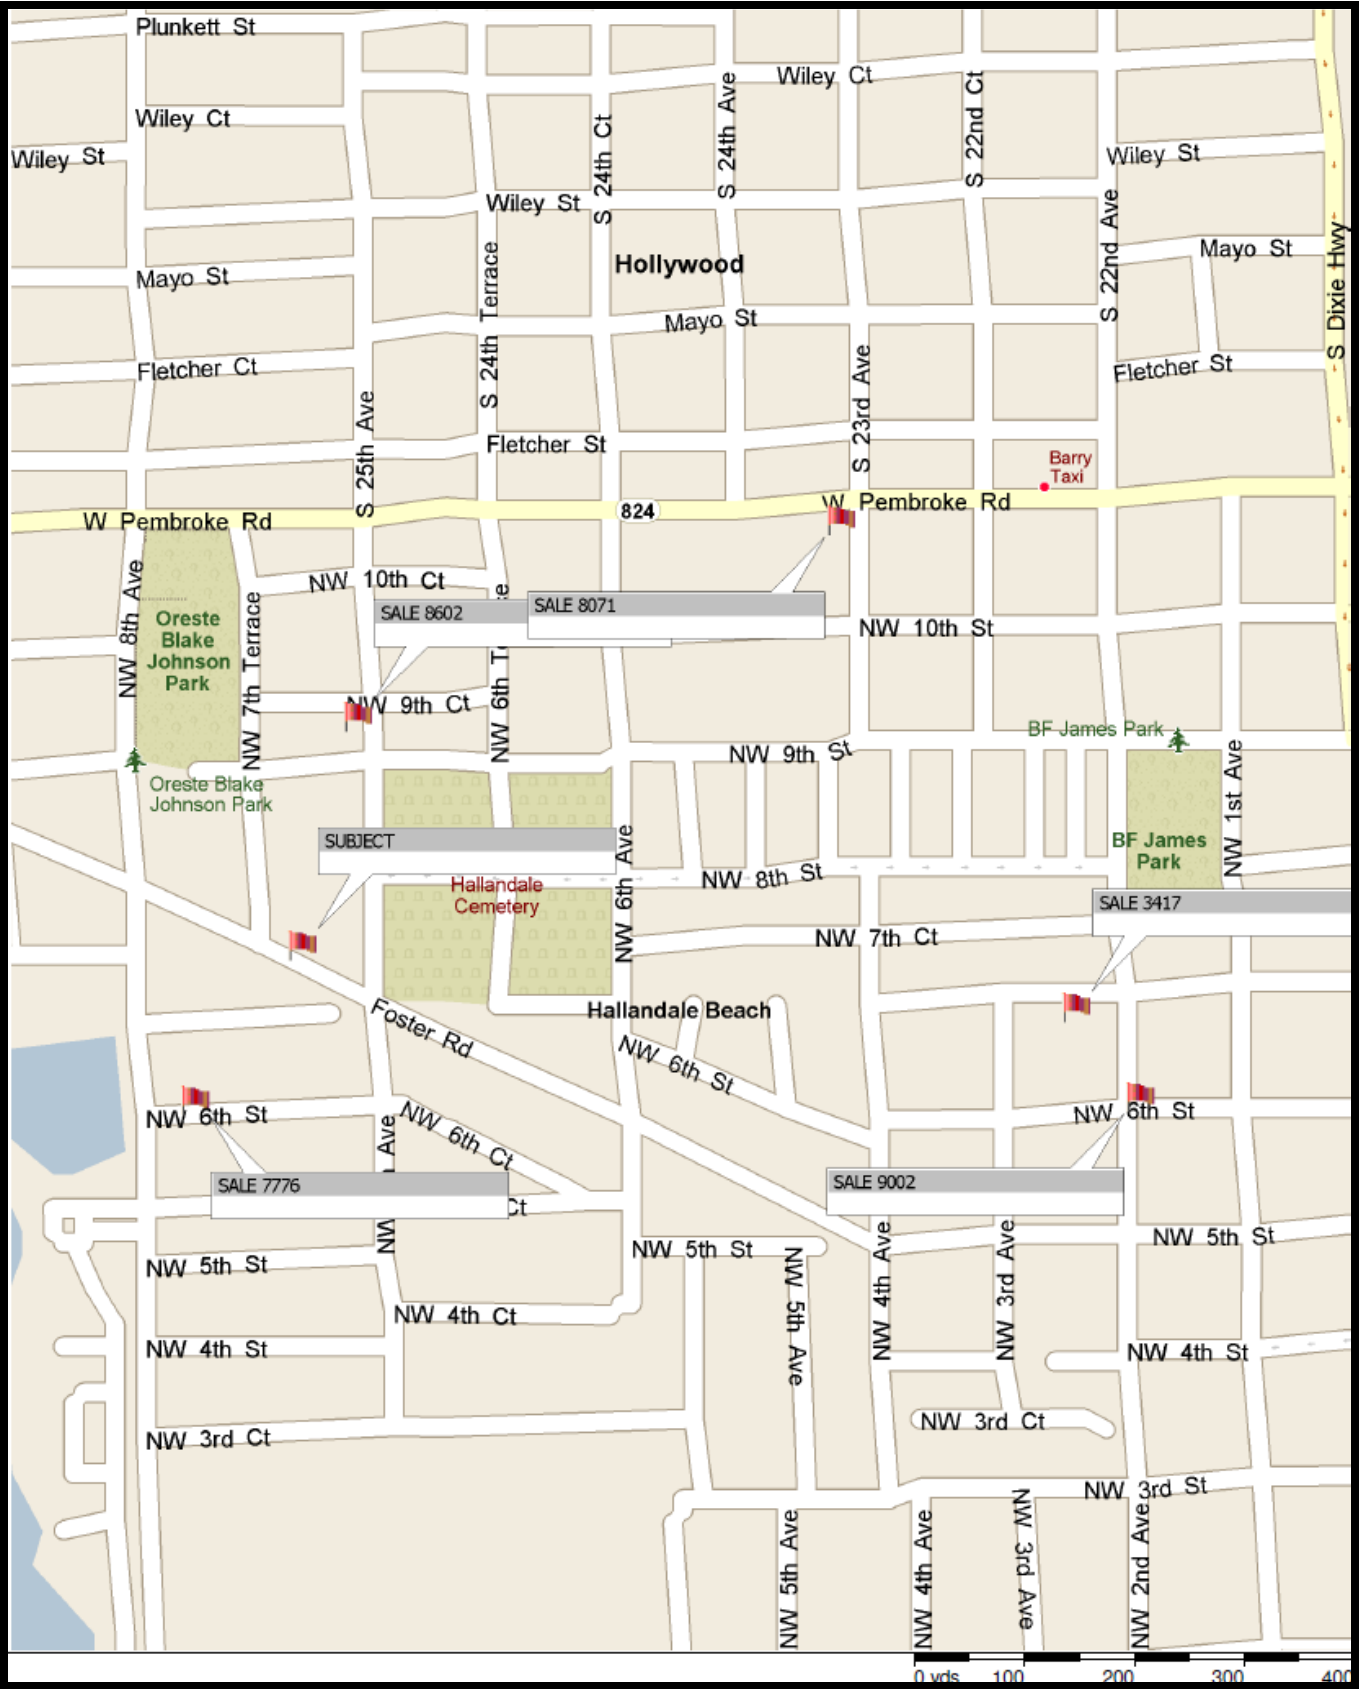 Plunkett St
Wiley Ct
Wiley Ct
Wiley St
Wiley St
Wiley St
S 24th Ct
S 24th Ave
S 22nd Ct
S 22nd Ave
Hollywood
Mayo St
Mayo St
Mayo St
S Dixie Hwy
S 24th Terrace
Fletcher Ct
Fletcher St
Fletcher St
S 25th Ave
S 23rd Ave
Barry
Taxi
W Pembroke Rd
824
W Pembroke Rd
NW 8th Ave
NW 10th Ct
Oreste
Blake
Johnson
Park
NW 7th Terrace
SALE 8602
SALE 8071
NW 10th St
NW 6th
NW 9th Ct
BF James Park
NW 9th St
Oreste Blake
Johnson Park
NW 1st Ave
SUBJECT
NW 6th Ave
BF James
Park
NW 8th St
Hallandale
Cemetery
SALE 3417
NW 7th Ct
Hallandale Beach
Foster Rd
NW 6th St
NW 6th St
NW 6th Ct
NW 6th St
NW Ave
SALE 7776
Ct
SALE 9002
NW 5th St
NW 5th St
NW 5th St
NW 5th Ave
NW 4th Ave
NW 3rd Ave
NW 4th Ct
NW 4th St
NW 4th St
NW 3rd Ct
NW 3rd Ct
NW 3rd St
NW 5th Ave
NW 4th Ave
NW 3rd Ave
NW 2nd Ave
0 yds 100 200 300 400